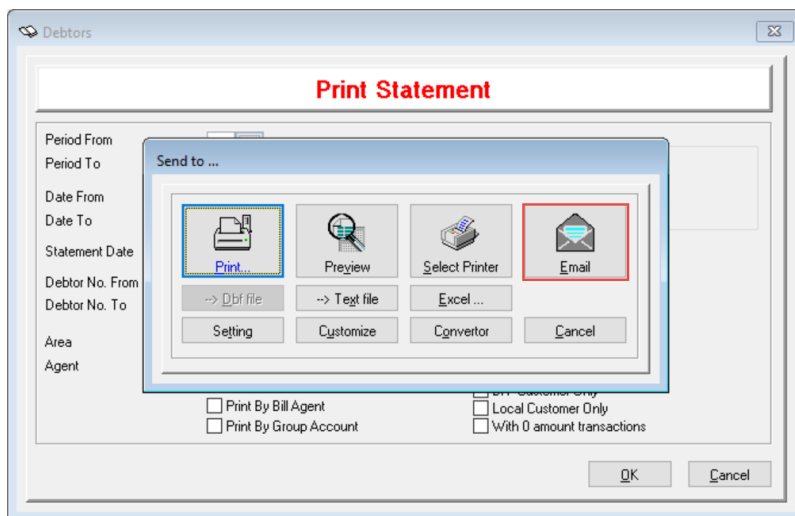 Debtors
Print Statement
Period From
Period To
Date From
Date To
Statement Date
Debtor No. From
Debtor No. To
Area
Agent
Send to ...
Print... Preview Select Printer Email
--> Dbf file --> Text file Excel ...
Setting Customize Convertor Cancel
Customer Only
Print By Bill Agent Local Customer Only
Print By Group Account With 0 amount transactions
OK Cancel